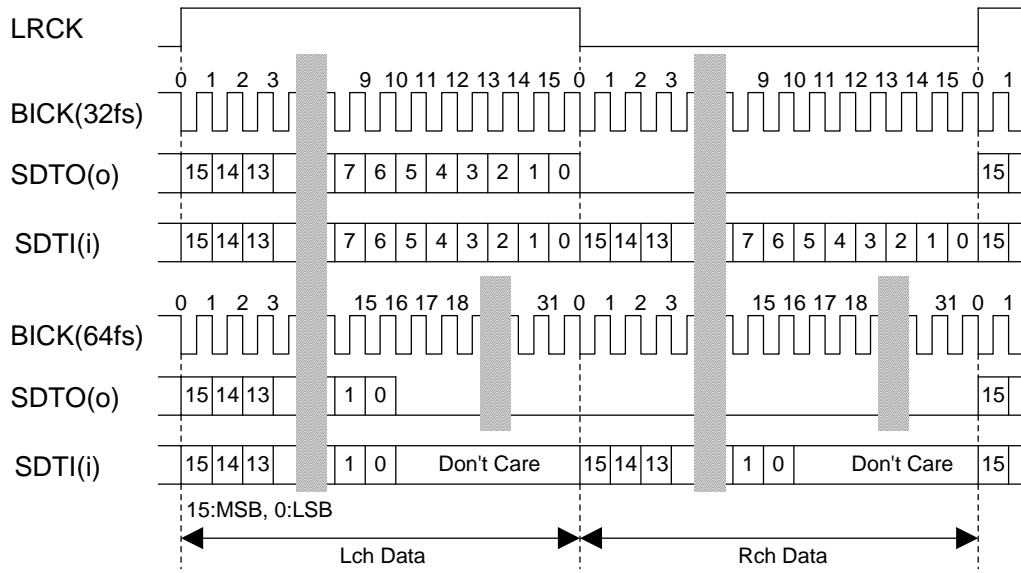 LRCK
0 1 2 3 9 10 11 12 13 14 15 0 1 2 3 9 10 11 12 13 14 15 0 1
BICK(32fs)
SDTO(o) 15 14 13 7 6 5 4 3 2 1 0 15
SDTI(i) 15 14 13 7 6 5 4 3 2 1 0 15 14 13 7 6 5 4 3 2 1 0 15
0 1 2 3 15 16 17 18 31 0 1 2 3 15 16 17 18 31 0 1
BICK(64fs)
SDTO(o) 15 14 13 1 0 15
SDTI(i) 15 14 13 1 0 Don't Care 15 14 13 1 0 Don't Care 15
15:MSB, 0:LSB
Lch Data Rch Data